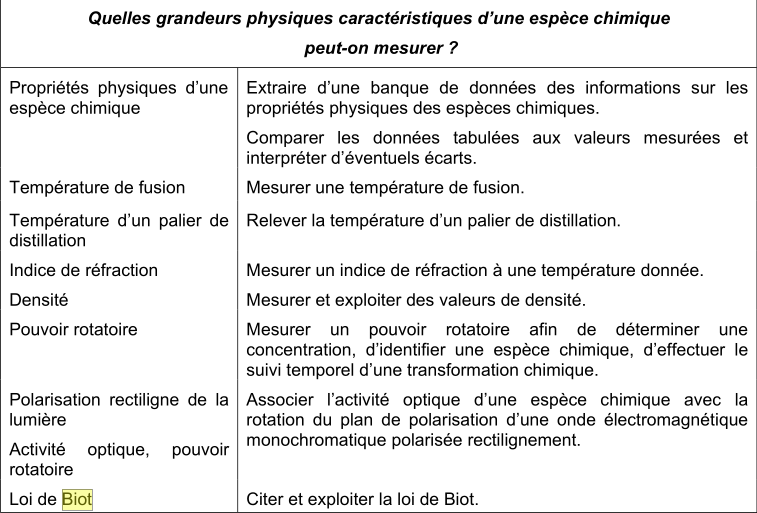 Quelles grandeurs physiques caractéristiques d’une espèce chimique
peut-on mesurer ?
Propriétés physiques d’une
espèce chimique
Extraire d’une banque de données des informations sur les
propriétés physiques des espèces chimiques.
Comparer les données tabulées aux valeurs mesurées et
interpréter d’éventuels écarts.
Température de fusion
Mesurer une température de fusion.
Température d’un palier de
distillation
Relever la température d’un palier de distillation.
Indice de réfraction
Mesurer un indice de réfraction à une température donnée.
Densité
Mesurer et exploiter des valeurs de densité.
Pouvoir rotatoire
Mesurer un pouvoir rotatoire afin de déterminer une
concentration, d’identifier une espèce chimique, d’effectuer le
suivi temporel d’une transformation chimique.
Polarisation rectiligne de la
lumière
Activité optique, pouvoir
rotatoire
Associer l’activité optique d’une espèce chimique avec la
rotation du plan de polarisation d’une onde électromagnétique
monochromatique polarisée rectilignement.
Loi de Biot
Citer et exploiter la loi de Biot.